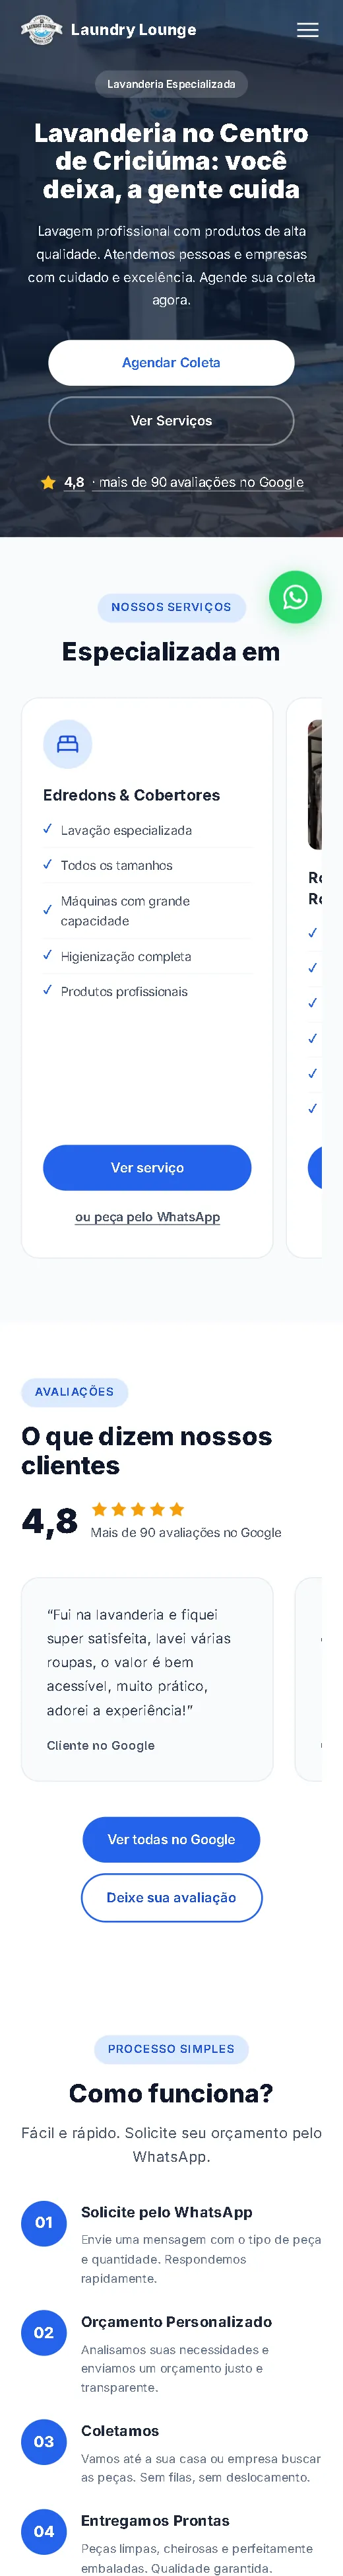 Laundry Lounge
Lavanderia Especializada
Lavanderia no Centro
de Criciúma: você
deixa, a gente cuida
Lavagem profissional com produtos de alta
qualidade. Atendemos pessoas e empresas
com cuidado e excelência. Agende sua coleta
agora.
Agendar Coleta
Ver Serviços
4,8 · mais de 90 avaliações no Google
NOSSOS SERVIÇOS
Especializada em
Edredons & Cobertores
✓ Lavação especializada
✓ Todos os tamanhos
✓ Máquinas com grande
capacidade
✓ Higienização completa
✓ Produtos profissionais
Ver serviço
ou peça pelo WhatsApp
AVALIAÇÕES
O que dizem nossos
clientes
4,8
Mais de 90 avaliações no Google
“Fui na lavanderia e fiquei
super satisfeita, lavei várias
roupas, o valor é bem
acessível, muito prático,
adorei a experiência!”
Cliente no Google
Ver todas no Google
Deixe sua avaliação
PROCESSO SIMPLES
Como funciona?
Fácil e rápido. Solicite seu orçamento pelo
WhatsApp.
01
Solicite pelo WhatsApp
Envie uma mensagem com o tipo de peça
e quantidade. Respondemos
rapidamente.
02
Orçamento Personalizado
Analisamos suas necessidades e
enviamos um orçamento justo e
transparente.
03
Coletamos
Vamos até a sua casa ou empresa buscar
as peças. Sem filas, sem deslocamento.
04
Entregamos Prontas
Peças limpas, cheirosas e perfeitamente
embaladas. Qualidade garantida.